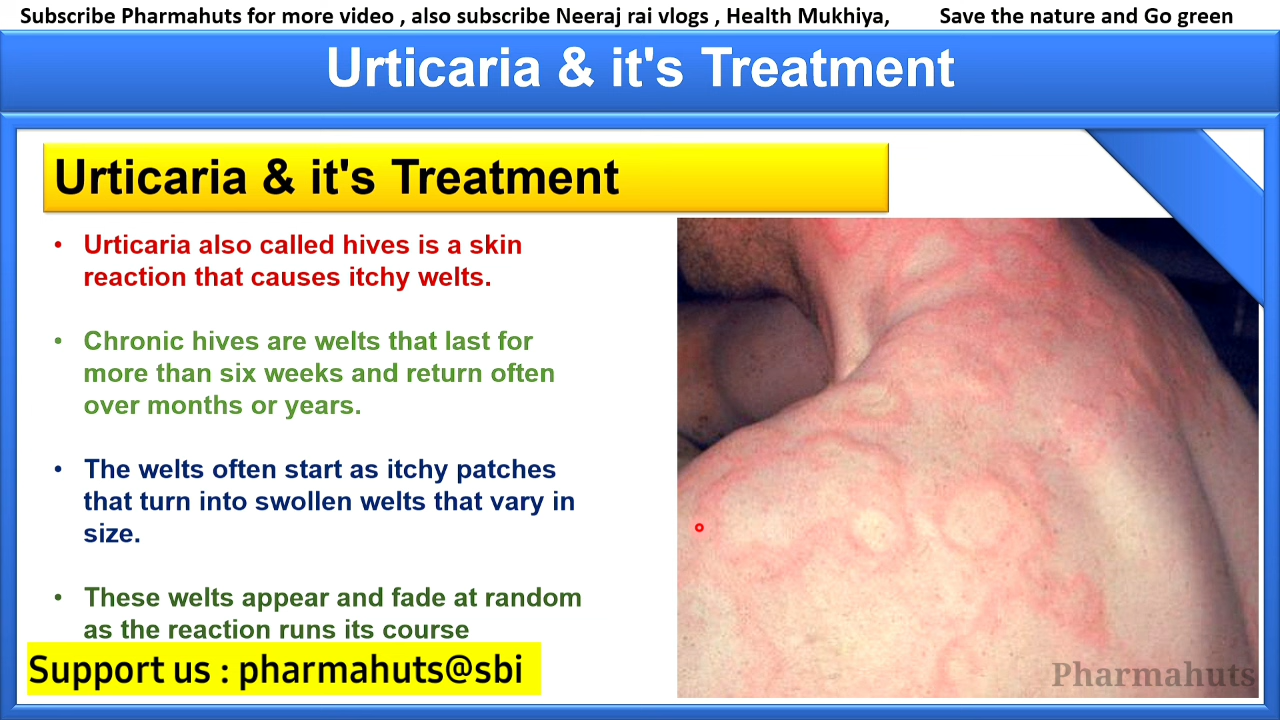 Subscribe Pharmahuts for more video , also subscribe Neeraj rai vlogs , Health Mukhiya, Save the nature and Go green
Urticaria & it's Treatment
Urticaria & it's Treatment
• Urticaria also called hives is a skin
reaction that causes itchy welts.
• Chronic hives are welts that last for
more than six weeks and return often
over months or years.
• The welts often start as itchy patches
that turn into swollen welts that vary in
size.
• These welts appear and fade at random
as the reaction runs its course
Support us : pharmahuts@sbi
Pharmahuts